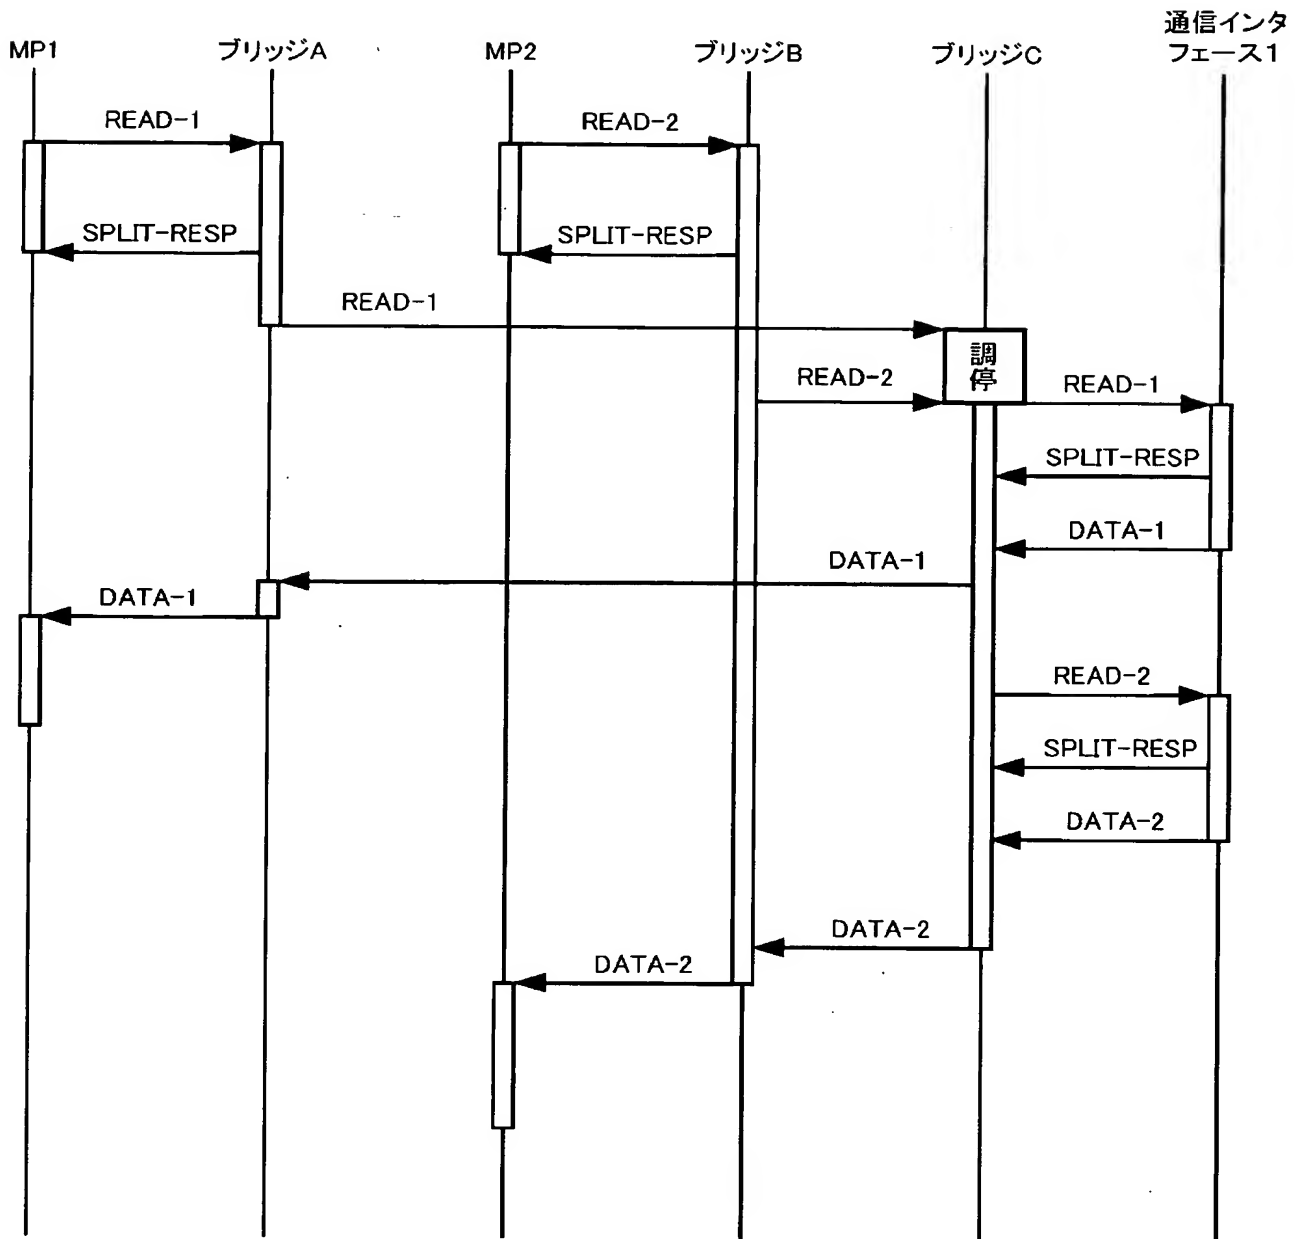 MP1
ブリッジA
MP2
ブリッジB
ブリッジC
通信インタ
フェース1
READ-1
READ-2
SPLIT-RESP
SPLIT-RESP
READ-1
調
停
READ-2
READ-1
SPLIT-RESP
DATA-1
DATA-1
DATA-1
READ-2
SPLIT-RESP
DATA-2
DATA-2
DATA-2